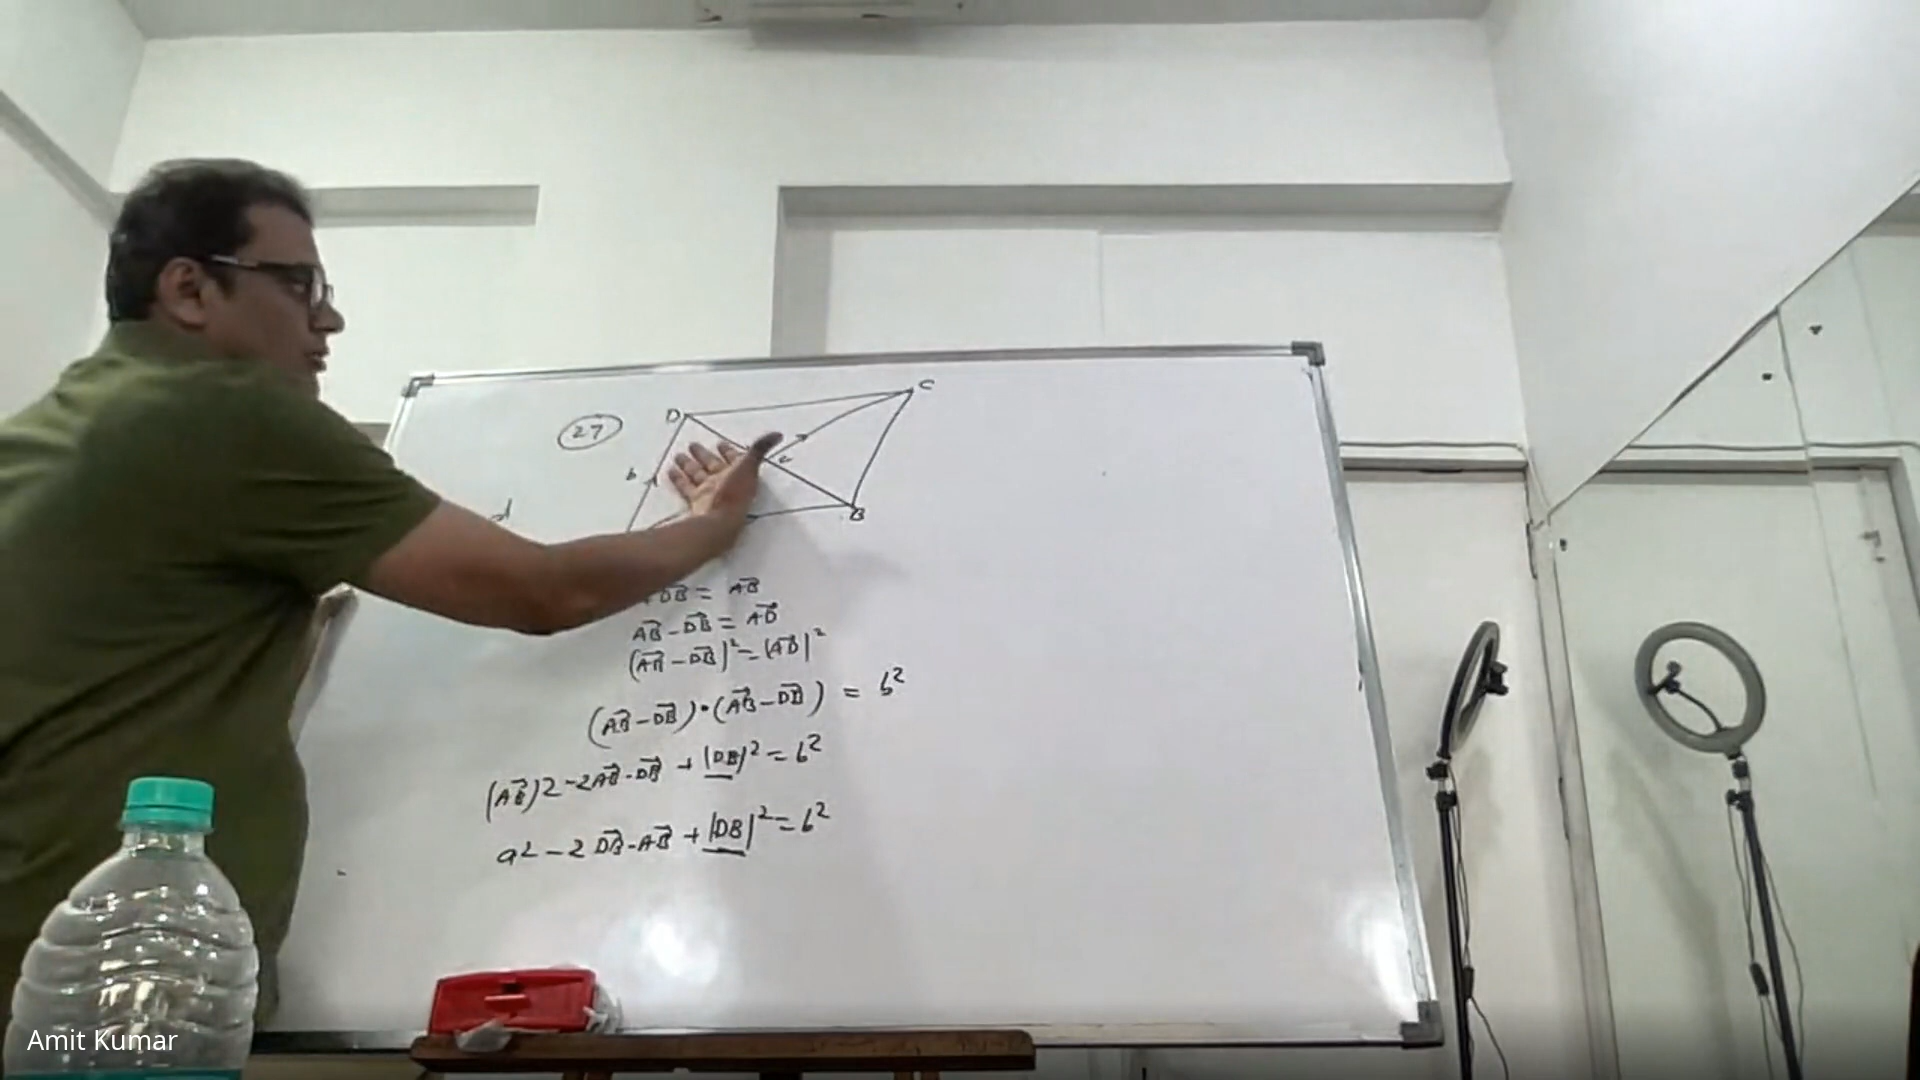 27
D
C
b
c
B
d
DB = AB
AB - DB = AD
(AB - DB)² = |AD|²
(AB - DB) • (AB - DB) = b²
(AB)2 - 2AB - DB + |DB|² = b²
a² - 2 DB - AB + |DB|² = b²
Amit Kumar